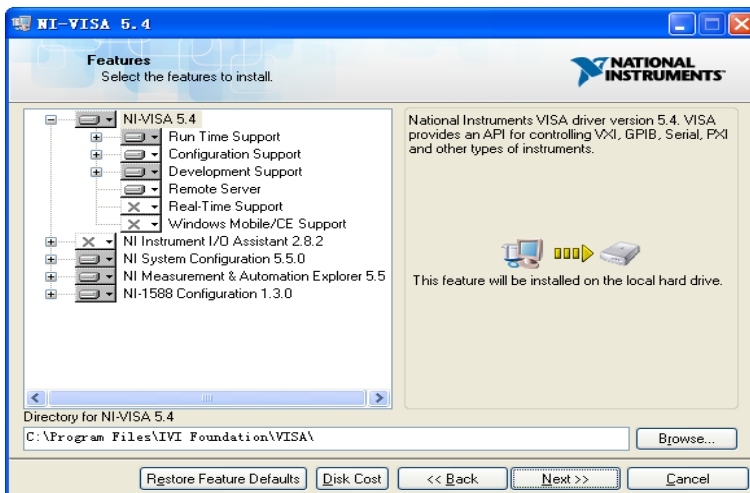 NI-VISA 5.4
Features
Select the features to install.
NATIONAL
INSTRUMENTS
NI-VISA 5.4
Run Time Support
Configuration Support
Development Support
Remote Server
Real-Time Support
Windows Mobile/CE Support
NI Instrument I/O Assistant 2.8.2
NI System Configuration 5.5.0
NI Measurement & Automation Explorer 5.5
NI-1588 Configuration 1.3.0
National Instruments VISA driver version 5.4. VISA
provides an API for controlling VXI, GPIB, Serial, PXI
and other types of instruments.
This feature will be installed on the local hard drive.
Directory for NI-VISA 5.4
C:\Program Files\IVI Foundation\VISA\
Browse...
Restore Feature Defaults
Disk Cost
<< Back
Next >>
Cancel